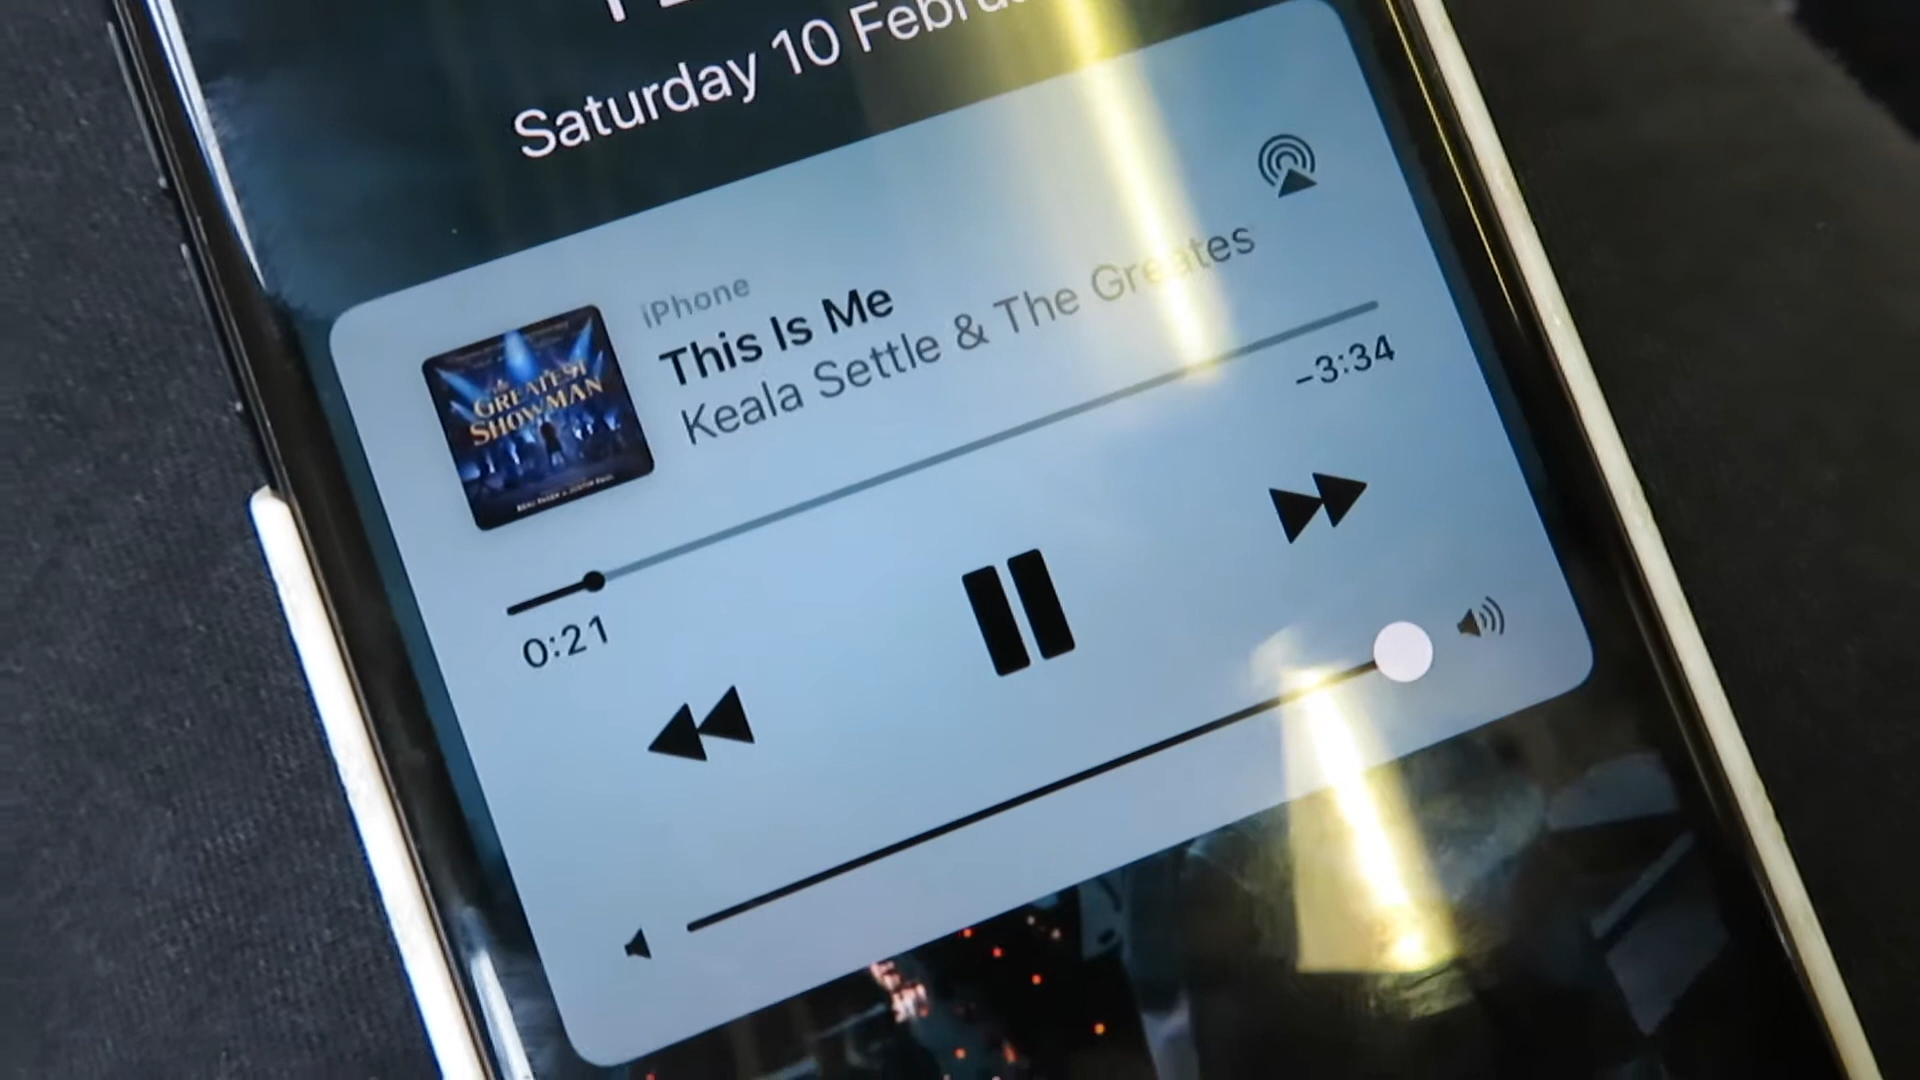 Saturday 10 Febru
iPhone
This Is Me
Keala Settle & The Greates
THE
GREATEST
SHOWMAN
-3:34
0:21